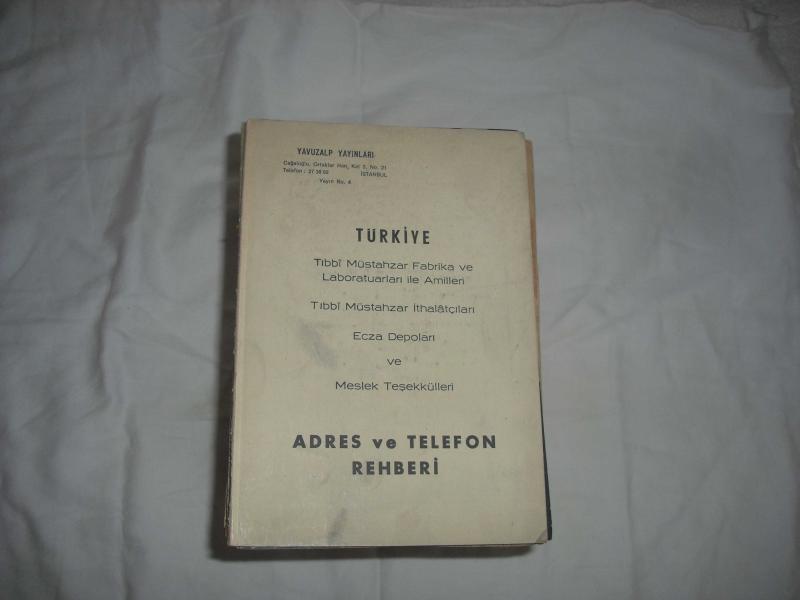 YAVUZALP YAYINLARI
Cağaloğlu, Ortaklar Han, Kat 3, No. 21
Telefon : 27 38 02 İSTANBUL
Yayın No. 4
TÜRKİYE
Tıbbî Müstahzar Fabrika ve
Laboratuarları ile Amilleri
Tıbbî Müstahzar İthalâtçıları
Ecza Depoları
ve
Meslek Teşekkülleri
ADRES ve TELEFON
REHBERİ